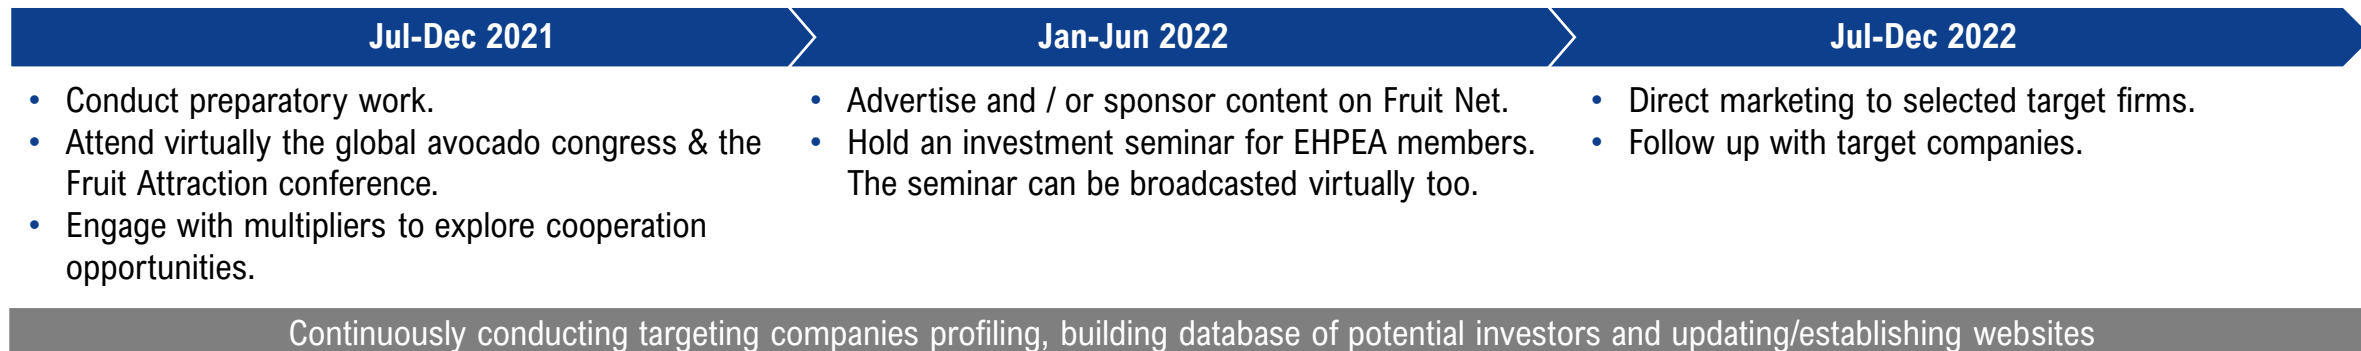 Jul-Dec 2021
Jan-Jun 2022
Jul-Dec 2022
• Conduct preparatory work.
• Attend virtually the global avocado congress & the
Fruit Attraction conference.
• Engage with multipliers to explore cooperation
opportunities.
• Advertise and / or sponsor content on Fruit Net.
• Hold an investment seminar for EHPEA members.
The seminar can be broadcasted virtually too.
• Direct marketing to selected target firms.
• Follow up with target companies.
Continuously conducting targeting companies profiling, building database of potential investors and updating/establishing websites